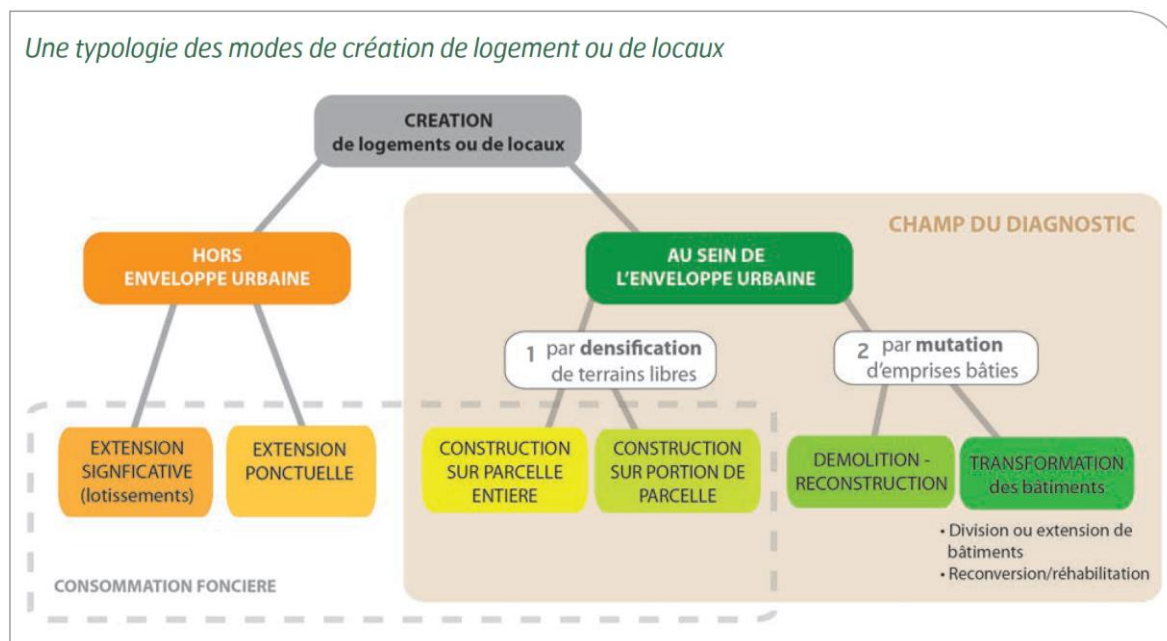 Une typologie des modes de création de logement ou de locaux
CREATION
de logements ou de locaux
CHAMP DU DIAGNOSTIC
HORS
ENVELOPPE URBAINE
AU SEIN DE
L'ENVELOPPE URBAINE
1 par densification
de terrains libres
2 par mutation
d'emprises bâties
EXTENSION
SIGNFICATIVE
(lotissements)
EXTENSION
PONCTUELLE
CONSTRUCTION
SUR PARCELLE
ENTIERE
CONSTRUCTION
SUR PORTION DE
PARCELLE
DEMOLITION -
RECONSTRUCTION
TRANSFORMATION
des bâtiments
• Division ou extension de
bâtiments
• Reconversion/réhabilitation
CONSOMMATION FONCIERE